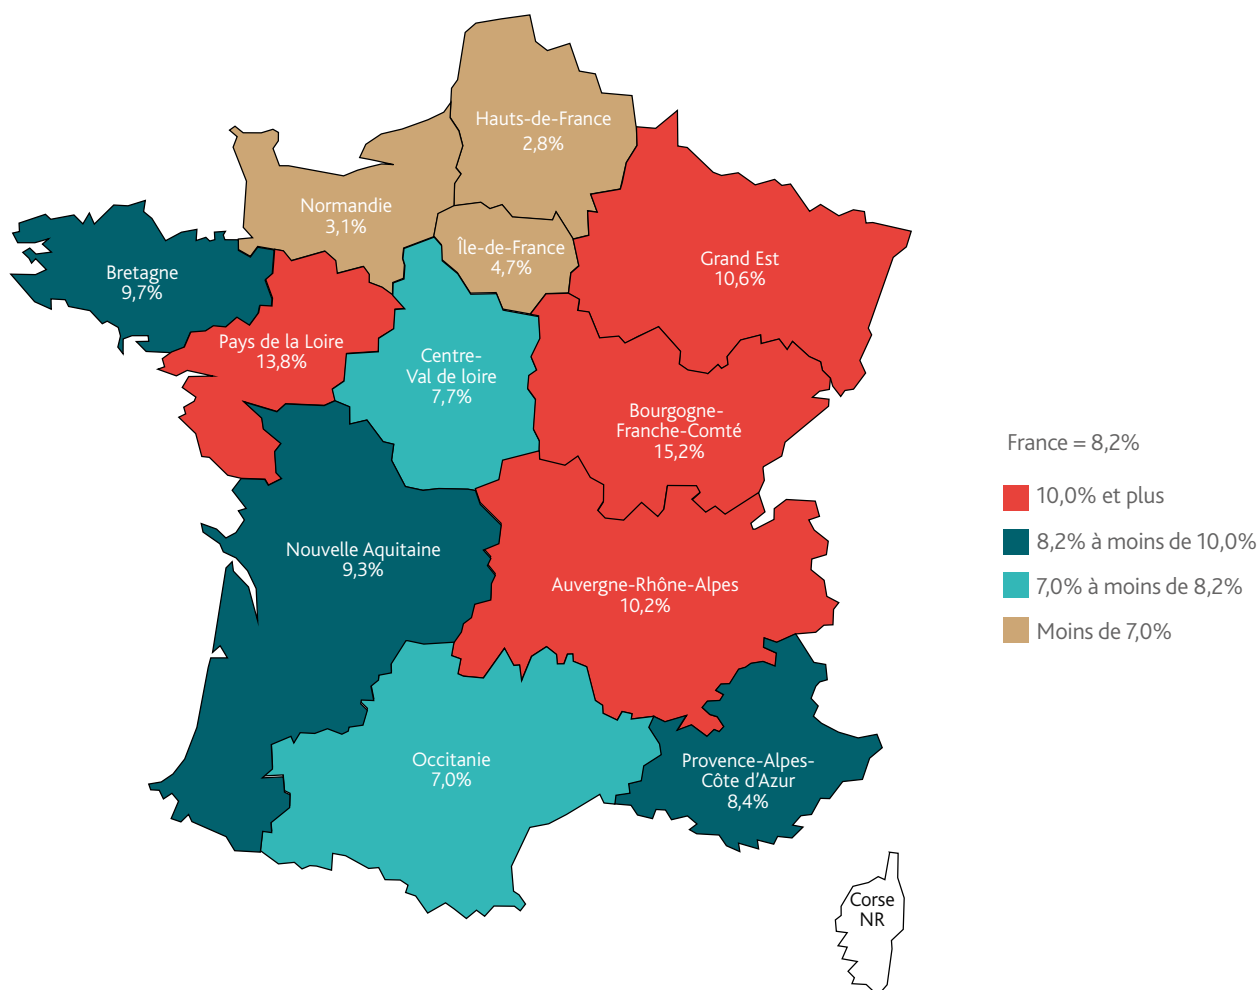 Hauts-de-France
2,8%
Normandie
3,1%
Île-de-France
4,7%
Grand Est
10,6%
Bretagne
9,7%
Pays de la Loire
13,8%
Centre-
Val de loire
7,7%
Bourgogne-
Franche-Comté
15,2%
Nouvelle Aquitaine
9,3%
Auvergne-Rhône-Alpes
10,2%
Occitanie
7,0%
Provence-Alpes-
Côte d'Azur
8,4%
Corse
NR
France = 8,2%
10,0% et plus
8,2% à moins de 10,0%
7,0% à moins de 8,2%
Moins de 7,0%